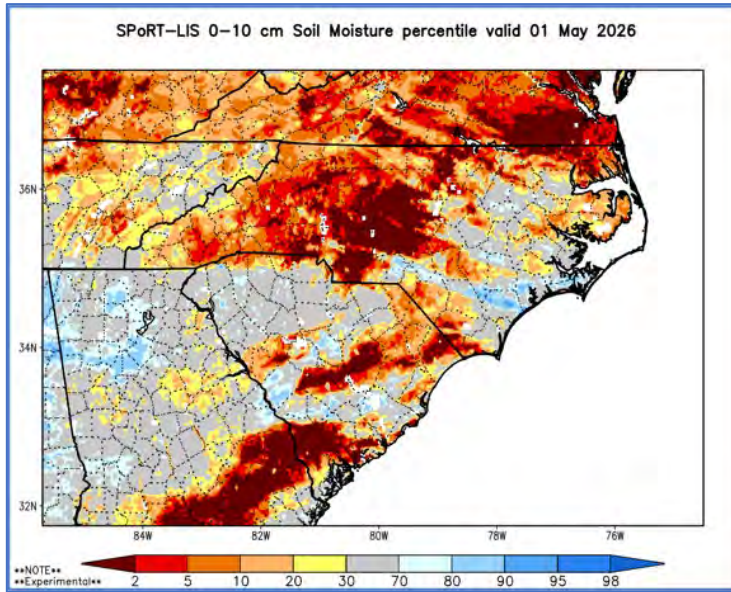 SPoRT-LIS 0-10 cm Soil Moisture percentile valid 01 May 2026
36N
34N
32N
84W 82W 80W 78W 76W
**NOTE**
**Experimental**
2 5 10 20 30 70 80 90 95 98